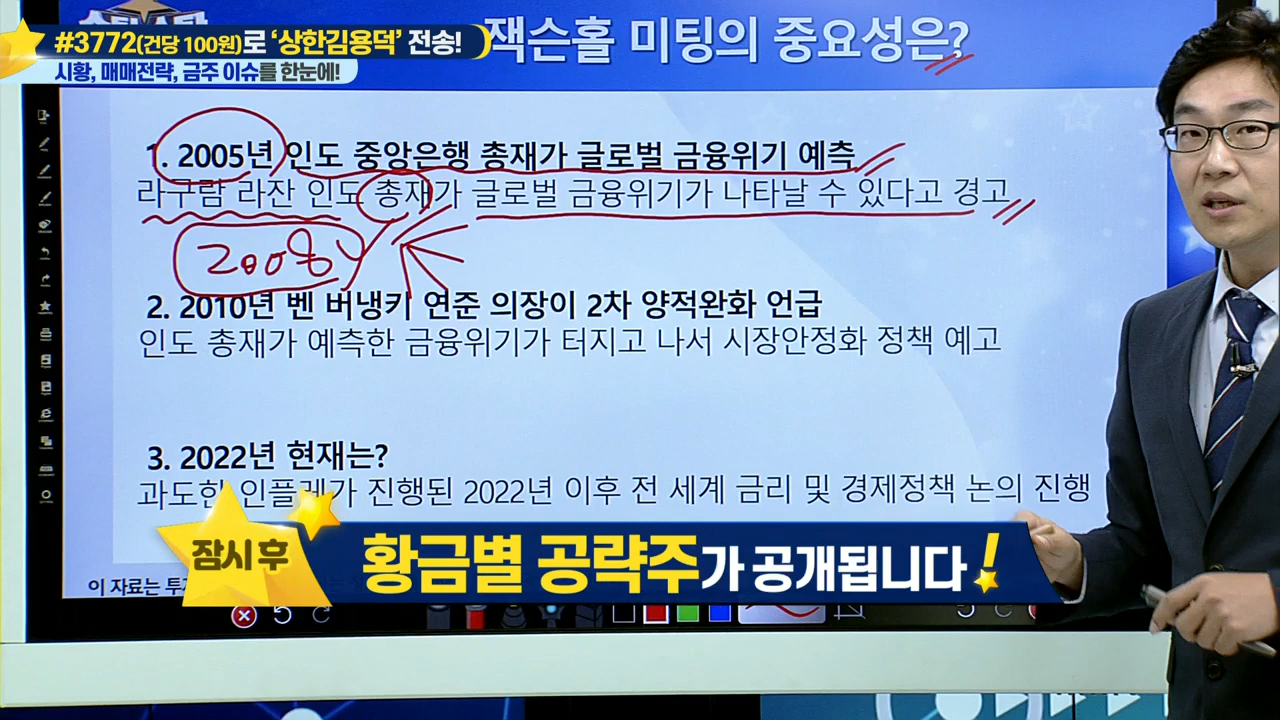 #3772(건당 100원)로 '상한김용덕' 전송!
시황, 매매전략, 금주 이슈를 한눈에!
잭슨홀 미팅의 중요성은?
1. 2005년 인도 중앙은행 총재가 글로벌 금융위기 예측
라구람 라잔 인도 총재가 글로벌 금융위기가 나타날 수 있다고 경고
2008y
2. 2010년 벤 버냉키 연준 의장이 2차 양적완화 언급
인도 총재가 예측한 금융위기가 터지고 나서 시장안정화 정책 예고
3. 2022년 현재는?
과도한 인플레가 진행된 2022년 이후 전 세계 금리 및 경제정책 논의 진행
잠시 후
황금별 공략주가 공개됩니다!
이 자료는